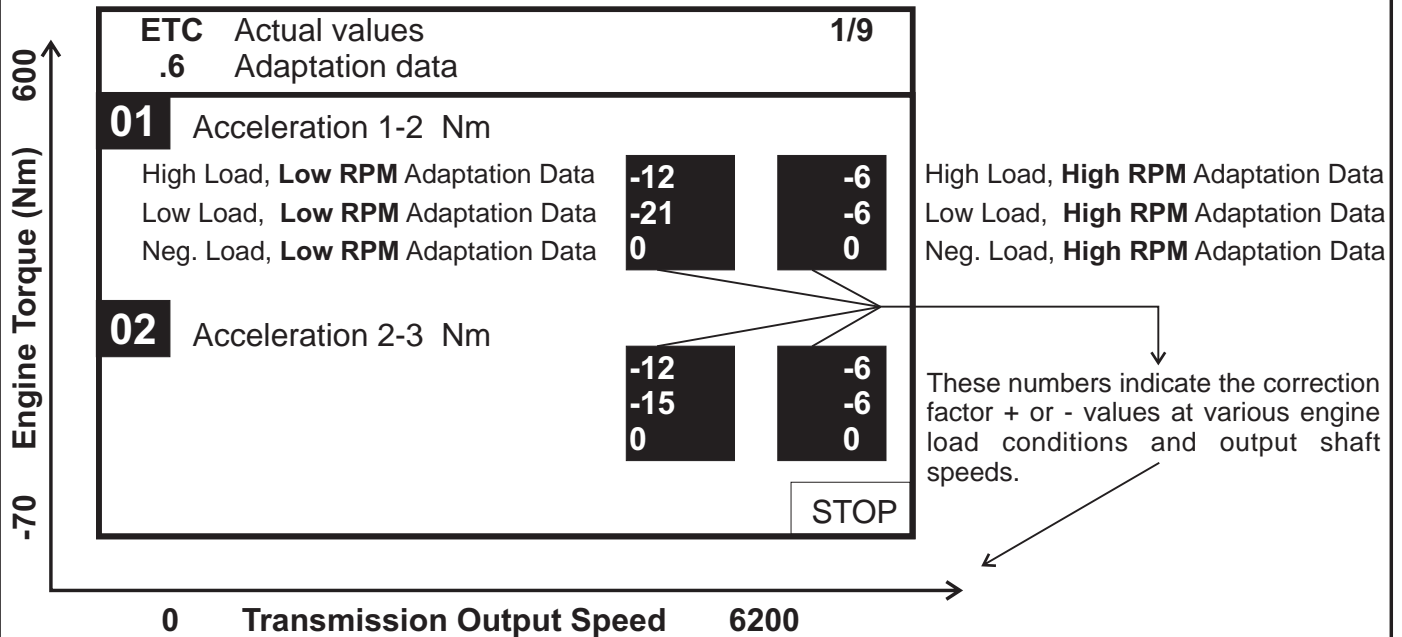 ETC Actual values 1/9
.6 Adaptation data
01 Acceleration 1-2 Nm
High Load, Low RPM Adaptation Data -12 -6 High Load, High RPM Adaptation Data
Low Load, Low RPM Adaptation Data -21 -6 Low Load, High RPM Adaptation Data
Neg. Load, Low RPM Adaptation Data 0 0 Neg. Load, High RPM Adaptation Data
02 Acceleration 2-3 Nm
-12 -6
-15 -6
0 0
These numbers indicate the correction
factor + or - values at various engine
load conditions and output shaft
speeds.
STOP
-70 Engine Torque (Nm) 600
0 Transmission Output Speed 6200